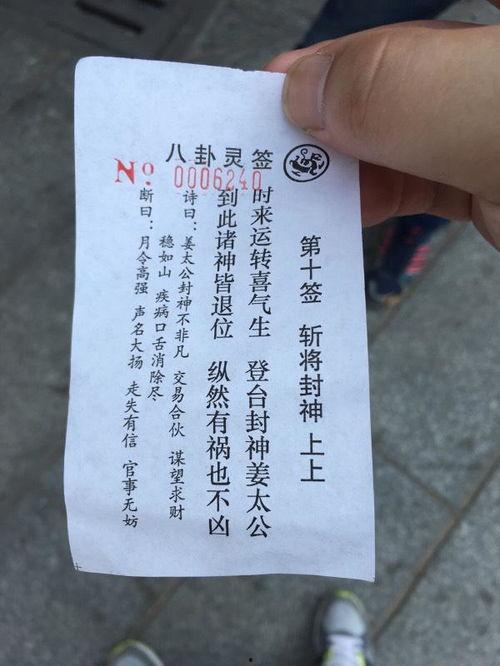 八卦灵签
No 0006240
第十签 斩将封神 上上
时来运转喜气生 登台封神姜太公
到此诸神皆退位 纵然有祸也不凶
诗曰：姜太公封神不非凡 交易合伙 谋望求财
稳如山 疾病口舌消除尽
断曰：月令高强 声名大扬 走失有信 官事无妨